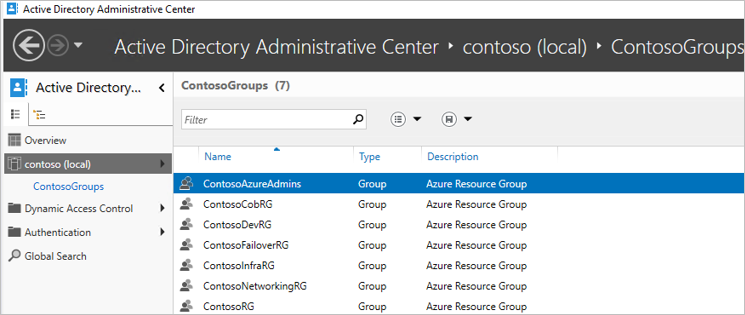 Active Directory Administrative Center
Active Directory Administrative Center • contoso (local) • ContosoGroups
Active Directory...
ContosoGroups (7)
Filter
Overview
contoso (local)
ContosoGroups
Dynamic Access Control
Authentication
Global Search
Name Type Description
ContosoAzureAdmins Group Azure Resource Group
ContosoCobRG Group Azure Resource Group
ContosoDevRG Group Azure Resource Group
ContosoFailoverRG Group Azure Resource Group
ContosoInfraRG Group Azure Resource Group
ContosoNetworkingRG Group Azure Resource Group
ContosoRG Group Azure Resource Group